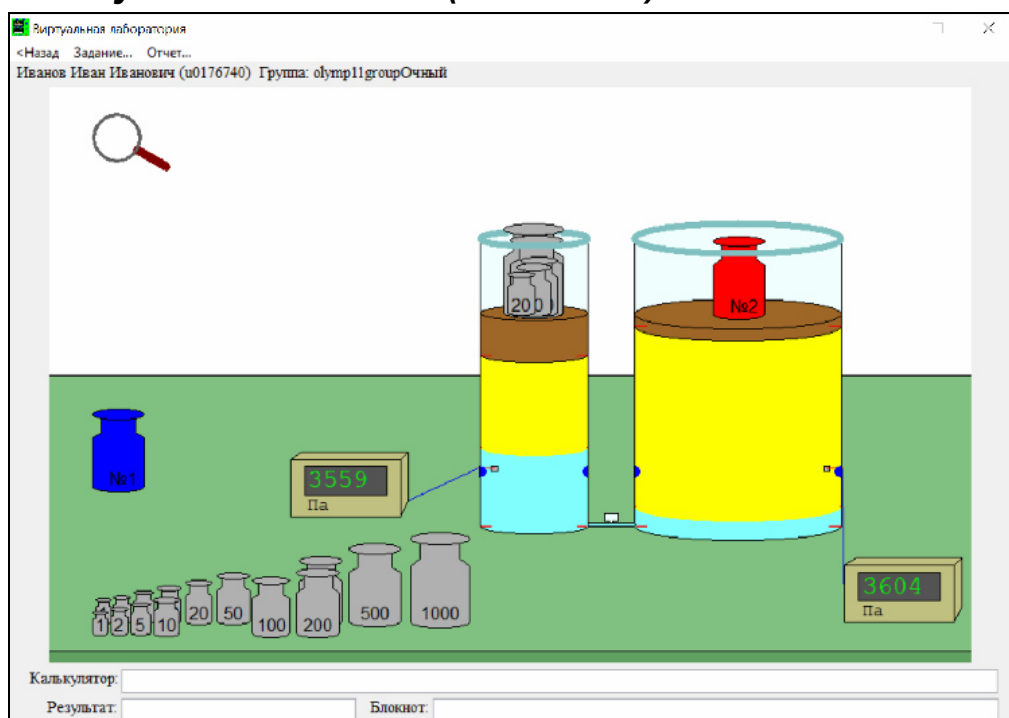 Виртуальная лаборатория
<Назад Задание... Отчет...
Иванов Иван Иванович (u0176740) Группа: olymp11groupОчный
20
№2
№1
3559
Па
1 2 5 10 20 50 100 200 500 1000
3604
Па
Калькулятор:
Результат: Блокнот: